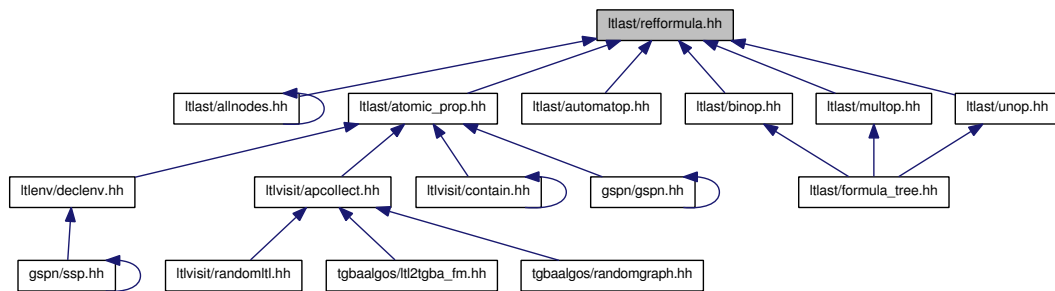 ltlast/refformula.hh
ltlast/allnodes.hh
ltlast/atomic_prop.hh
ltlast/automatop.hh
ltlast/binop.hh
ltlast/multop.hh
ltlast/unop.hh
ltlenv/declenv.hh
ltlvisit/apcollect.hh
ltlvisit/contain.hh
gspn/gspn.hh
ltlast/formula_tree.hh
gspn/ssp.hh
ltlvisit/randomltl.hh
tgbaalgos/ltl2tgba_fm.hh
tgbaalgos/randomgraph.hh